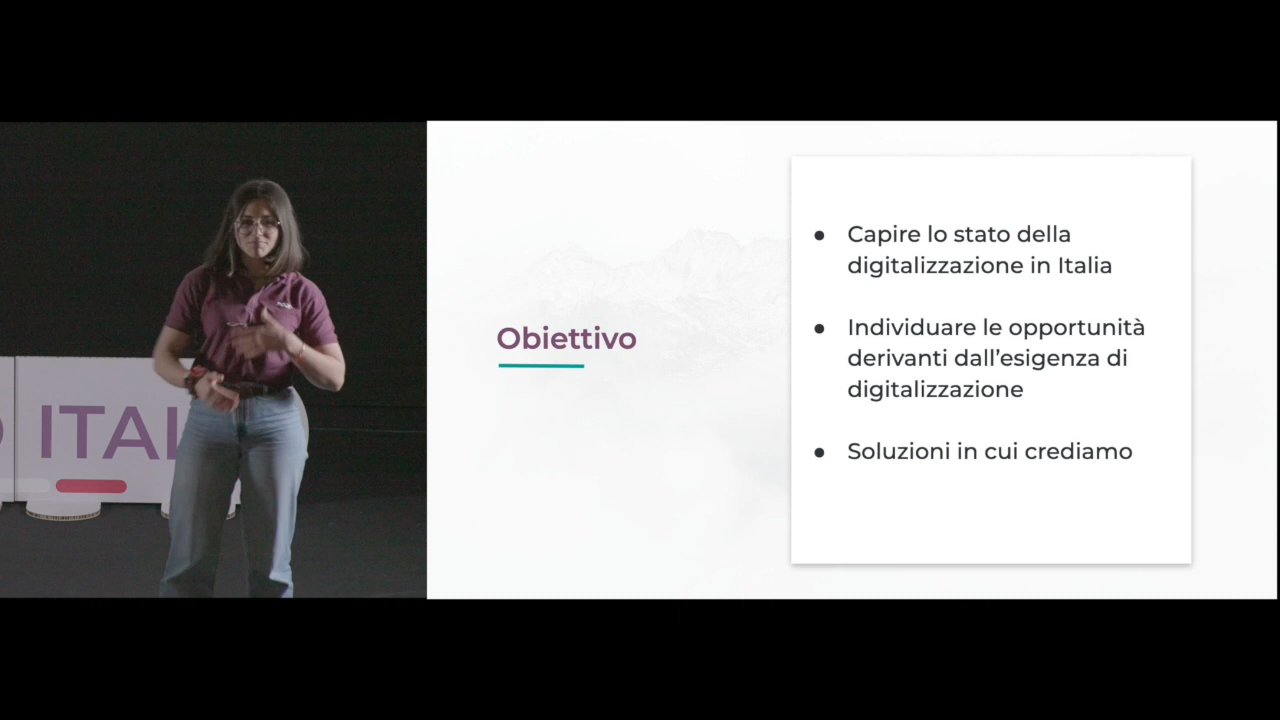 ITAL
Obiettivo
● Capire lo stato della
digitalizzazione in Italia
● Individuare le opportunità
derivanti dall’esigenza di
digitalizzazione
● Soluzioni in cui crediamo